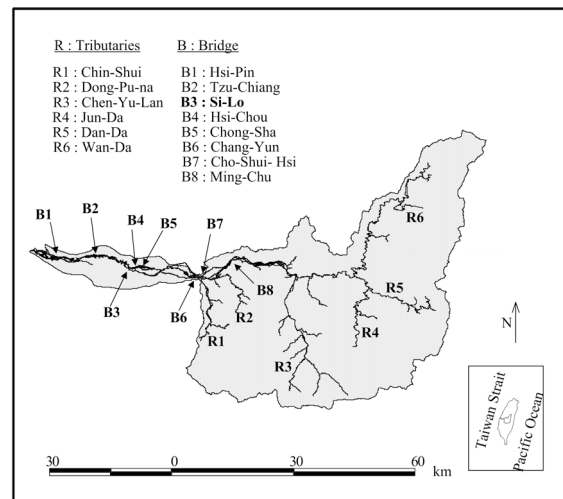 R : Tributaries
R1 : Chin-Shui
R2 : Dong-Pu-na
R3 : Chen-Yu-Lan
R4 : Jun-Da
R5 : Dan-Da
R6 : Wan-Da
B : Bridge
B1 : Hsi-Pin
B2 : Tzu-Chiang
B3 : Si-Lo
B4 : Hsi-Chou
B5 : Chong-Sha
B6 : Chang-Yun
B7 : Cho-Shui- Hsi
B8 : Ming-Chu
B1
B2
B4
B5
B7
R6
B3
B6
B8
R5
R2
R1
R4
R3
N
Taiwan Strait
Pacific Ocean
30
0
30
60
km